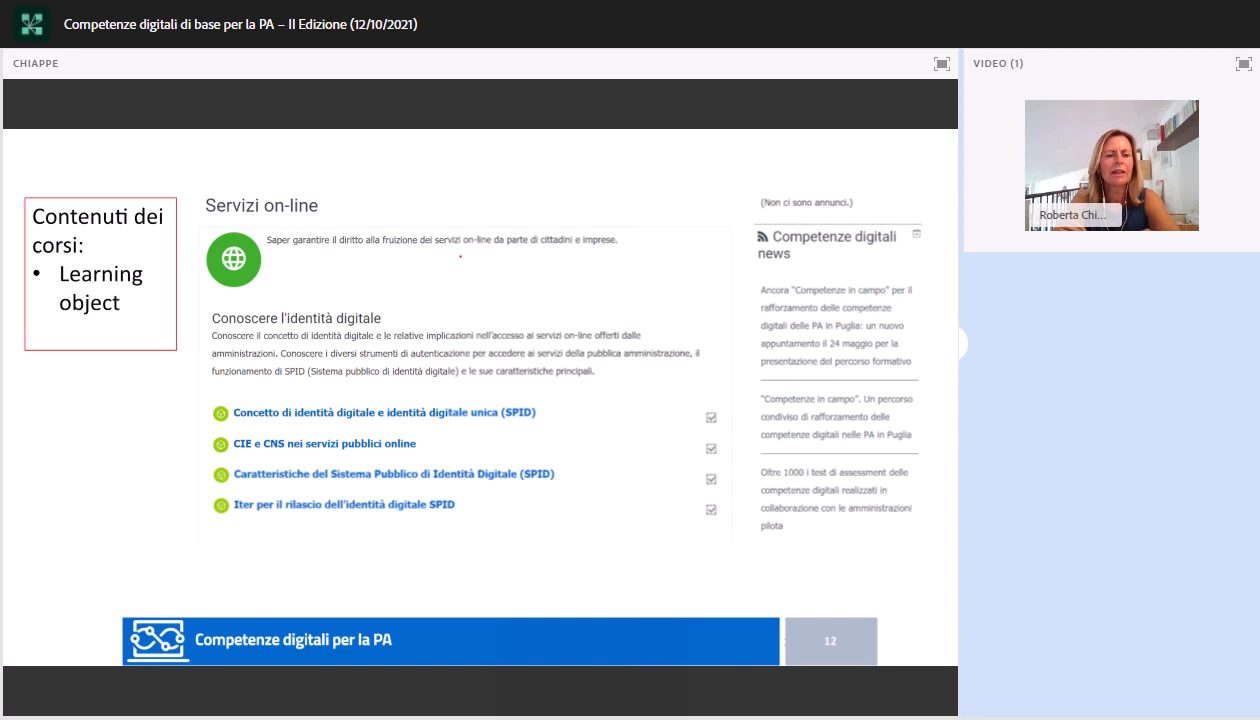 Competenze digitali di base per la PA – II Edizione (12/10/2021)
CHIAPPE
VIDEO (1)
Roberta Chi...
Contenuti dei
corsi:
• Learning
object
Servizi on-line
Saper garantire il diritto alla fruizione dei servizi on-line da parte di cittadini e imprese.
Conoscere l'identità digitale
Conoscere il concetto di identità digitale e le relative implicazioni nell'accesso ai servizi on-line offerti dalle
amministrazioni. Conoscere i diversi strumenti di autenticazione per accedere ai servizi della pubblica amministrazione, il
funzionamento di SPID (Sistema pubblico di identità digitale) e le sue caratteristiche principali.
Concetto di identità digitale e identità digitale unica (SPID)
CIE e CNS nei servizi pubblici online
Caratteristiche del Sistema Pubblico di Identità Digitale (SPID)
Iter per il rilascio dell'identità digitale SPID
(Non ci sono annunci.)
Competenze digitali
news
Ancora "Competenze in campo" per il
rafforzamento delle competenze
digitali delle PA in Puglia: un nuovo
appuntamento il 24 maggio per la
presentazione del percorso formativo
"Competenze in campo". Un percorso
condiviso di rafforzamento delle
competenze digitali nelle PA in Puglia
Oltre 1000 i test di assessment delle
competenze digitali realizzati in
collaborazione con le amministrazioni
pilota
Competenze digitali per la PA
12